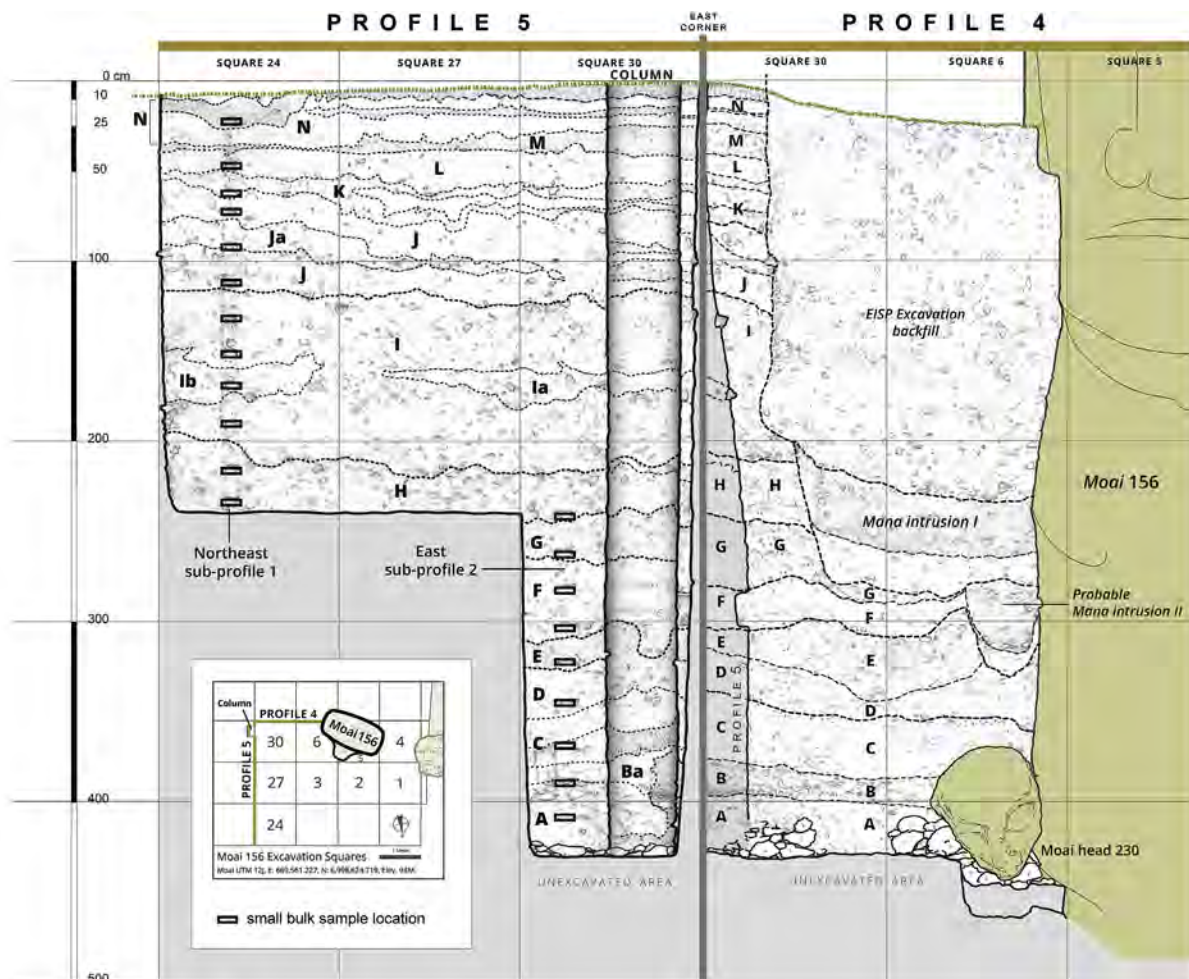 PROFILE 5
EAST
CORNER
PROFILE 4
SQUARE 24
SQUARE 27
SQUARE 30
COLUMN
SQUARE 30
SQUARE 6
SQUARE 5
0 cm
10
25
50
100
200
300
400
500
N
N
M
L
K
Ja
J
J
I
Ib
Ia
H
G
F
E
D
C
Ba
A
N
M
L
K
J
I
H
G
F
E
D
C
B
A
H
G
G
F
E
D
C
B
A
PROFILE 5
EISP Excavation
backfill
Mana intrusion I
Probable
Mana intrusion II
Moai 156
Moai head 230
Northeast
sub-profile 1
East
sub-profile 2
UNEXCAVATED AREA
UNEXCAVATED AREA
Column
PROFILE 4
PROFILE 5
Moai 156
30
6
5
4
27
3
2
1
24
Moai 156 Excavation Squares
small bulk sample location